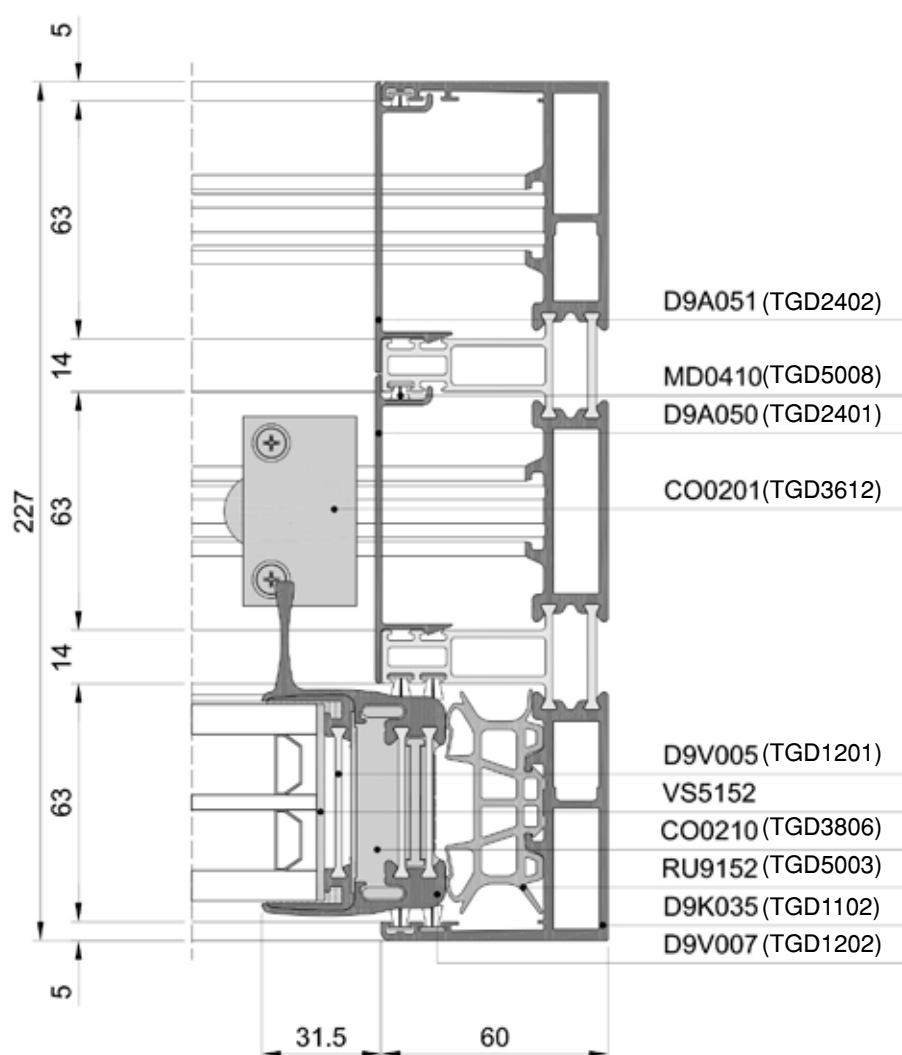 5
63
D9A051 (TGD2402)
14
MD0410(TGD5008)
D9A050 (TGD2401)
227
63
CO0201(TGD3612)
14
D9V005 (TGD1201)
VS5152
63
CO0210 (TGD3806)
RU9152 (TGD5003)
D9K035 (TGD1102)
D9V007 (TGD1202)
5
31.5
60